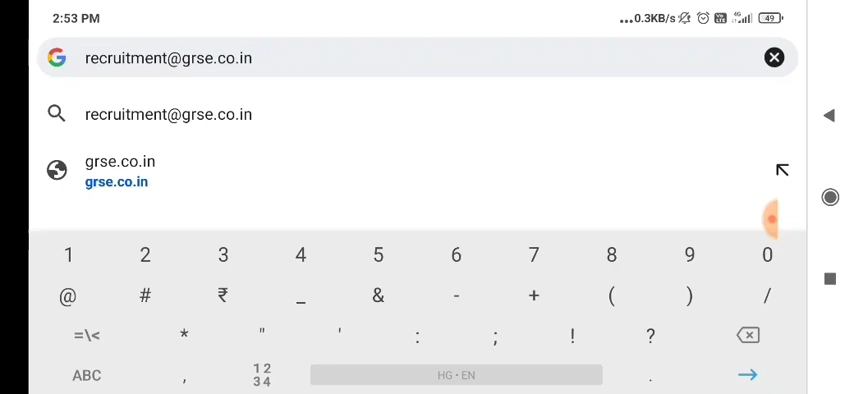 2:53 PM ...0.3KB/s 4G 49
recruitment@grse.co.in
recruitment@grse.co.in
grse.co.in
grse.co.in
1 2 3 4 5 6 7 8 9 0
@ # ₹ _ & - + ( ) /
=\< * " ' : ; ! ?
ABC , 12 HG • EN .
34